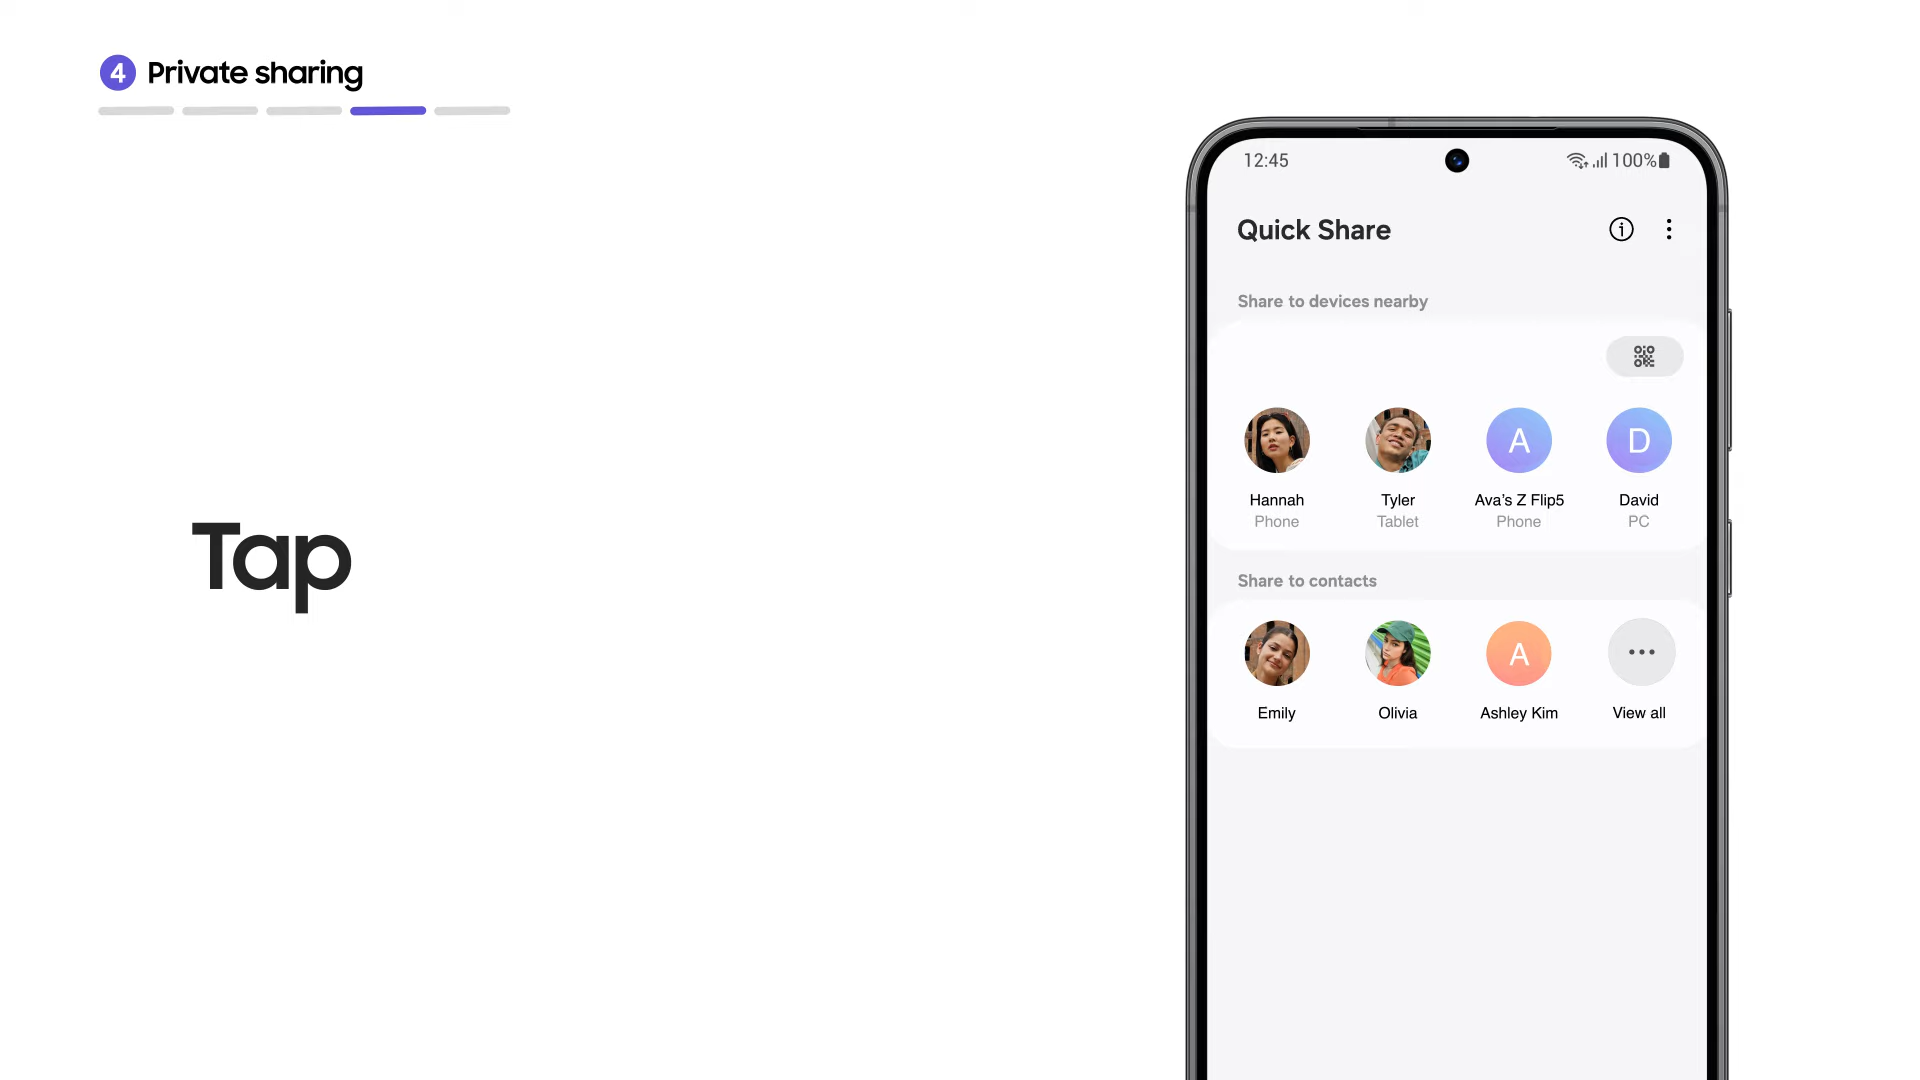 4 Private sharing
Tap
12:45
100%
Quick Share
Share to devices nearby
A
D
Hannah
Tyler
Ava's Z Flip5
David
Phone
Tablet
Phone
PC
Share to contacts
A
Emily
Olivia
Ashley Kim
View all